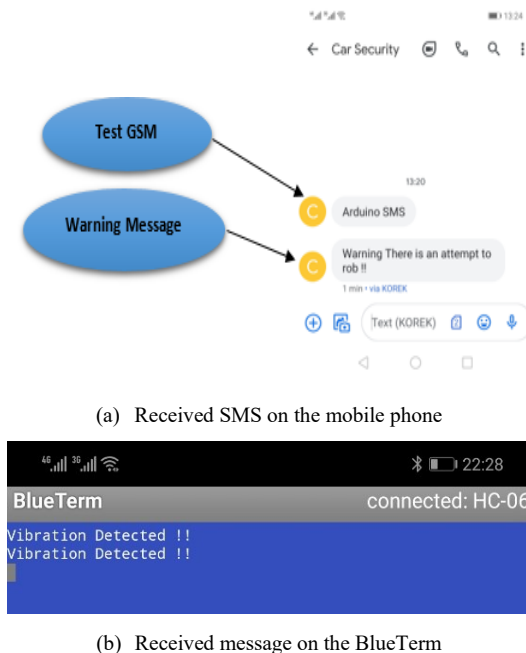 13:24
Car Security
Test GSM
13:20
Arduino SMS
Warning Message
Warning There is an attempt to
rob !!
1 min • via KOREK
Text (KOREK)
(a) Received SMS on the mobile phone
4G 3G 22:28
BlueTerm connected: HC-06
Vibration Detected !!
Vibration Detected !!
(b) Received message on the BlueTerm